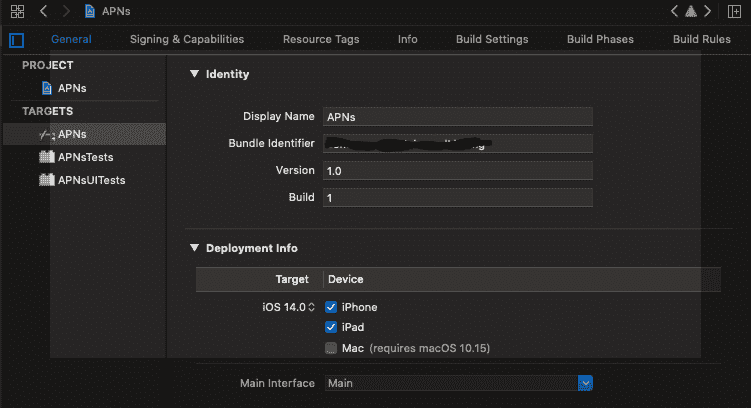 APNs
General Signing & Capabilities Resource Tags Info Build Settings Build Phases Build Rules
PROJECT
APNs
TARGETS
APNs
APNsTests
APNsUITests
Identity
Display Name APNs
Bundle Identifier
Version 1.0
Build 1
Deployment Info
Target Device
iOS 14.0 iPhone
iPad
Mac (requires macOS 10.15)
Main Interface Main